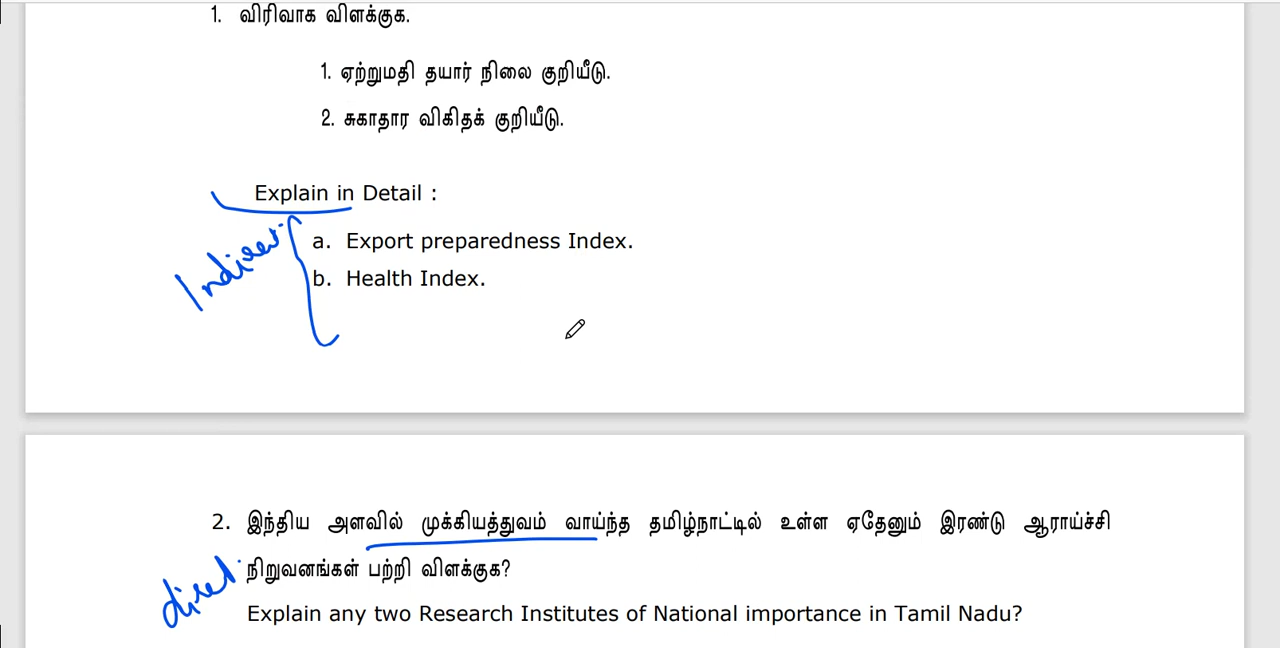 1. விரிவாக விளக்குக.
1. ஏற்றுமதி தயார் நிலை குறியீடு.
2. சுகாதார விகிதக் குறியீடு.
Explain in Detail :
Indirect
a. Export preparedness Index.
b. Health Index.
2. இந்திய அளவில் முக்கியத்துவம் வாய்ந்த தமிழ்நாட்டில் உள்ள ஏதேனும் இரண்டு ஆராய்ச்சி
நிறுவனங்கள் பற்றி விளக்குக?
direct
Explain any two Research Institutes of National importance in Tamil Nadu?